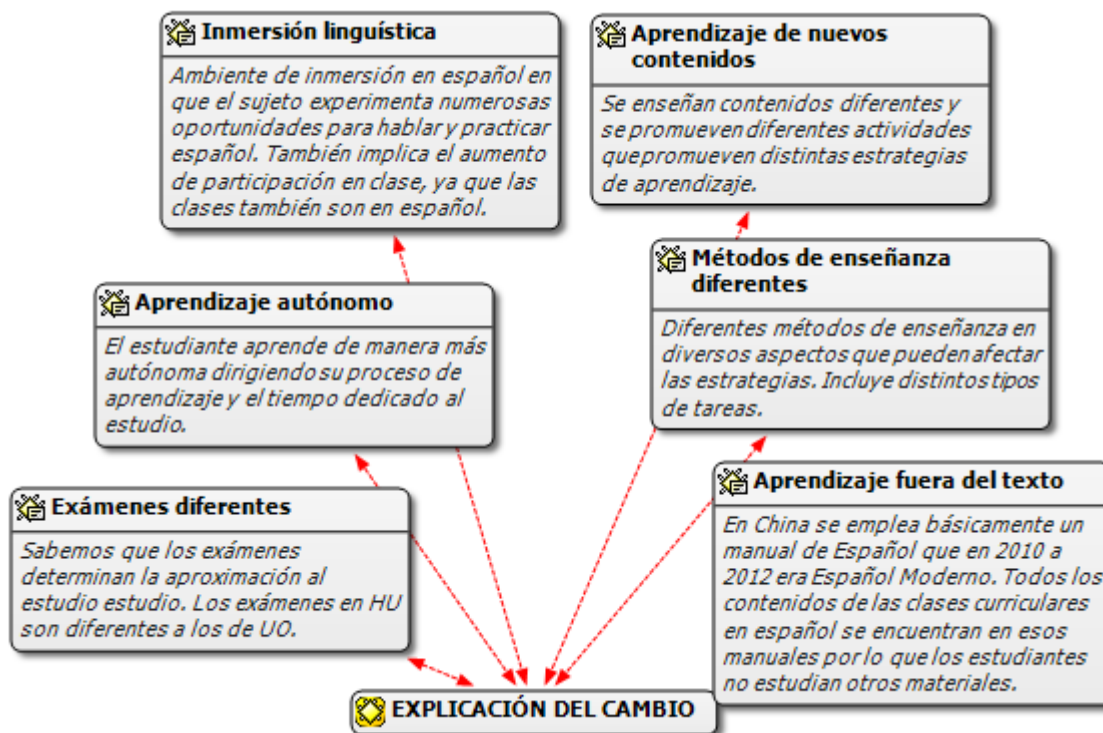 Inmersión linguística
Ambiente de inmersión en español en
que el sujeto experimenta numerosas
oportunidades para hablar y practicar
español. También implica el aumento
de participación en clase, ya que las
clases también son en español.
Aprendizaje de nuevos
contenidos
Se enseñan contenidos diferentes y
se promueven diferentes actividades
que promueven distintas estrategias
de aprendizaje.
Aprendizaje autónomo
El estudiante aprende de manera más
autónoma dirigiendo su proceso de
aprendizaje y el tiempo dedicado al
estudio.
Métodos de enseñanza
diferentes
Diferentes métodos de enseñanza en
diversos aspectos que pueden afectar
las estrategias. Incluye distintos tipos
de tareas.
Exámenes diferentes
Sabemos que los exámenes
determinan la aproximación al
estudio estudio. Los exámenes en HU
son diferentes a los de UO.
Aprendizaje fuera del texto
En China se emplea básicamente un
manual de Español que en 2010 a
2012 era Español Moderno. Todos los
contenidos de las clases curriculares
en español se encuentran en esos
manuales por lo que los estudiantes
no estudian otros materiales.
EXPLICACIÓN DEL CAMBIO